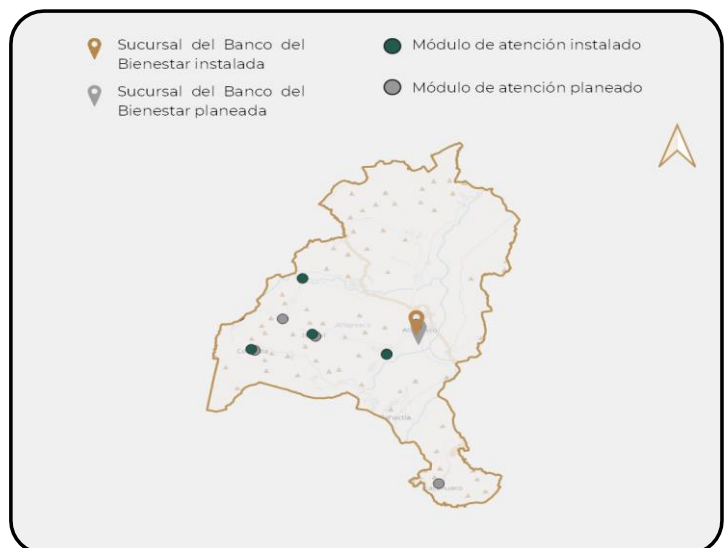 Sucursal del Banco del
Bienestar instalada
Sucursal del Banco del
Bienestar planeada
Módulo de atención instalado
Módulo de atención planeado